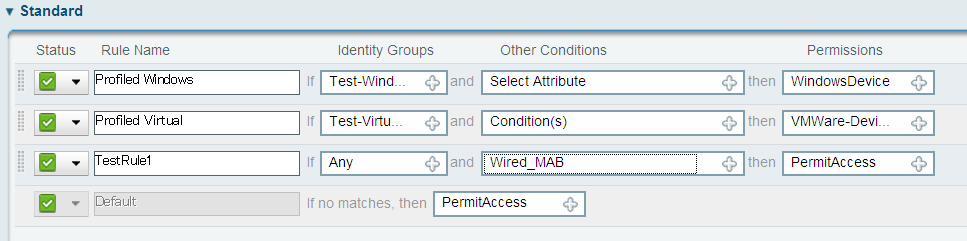 Standard
Status Rule Name Identity Groups Other Conditions Permissions
Profiled Windows If Test-Wind... and Select Attribute then WindowsDevice
Profiled Virtual If Test-Virtu... and Condition(s) then VMWare-Devi...
TestRule1 If Any and Wired_MAB then PermitAccess
Default If no matches, then PermitAccess